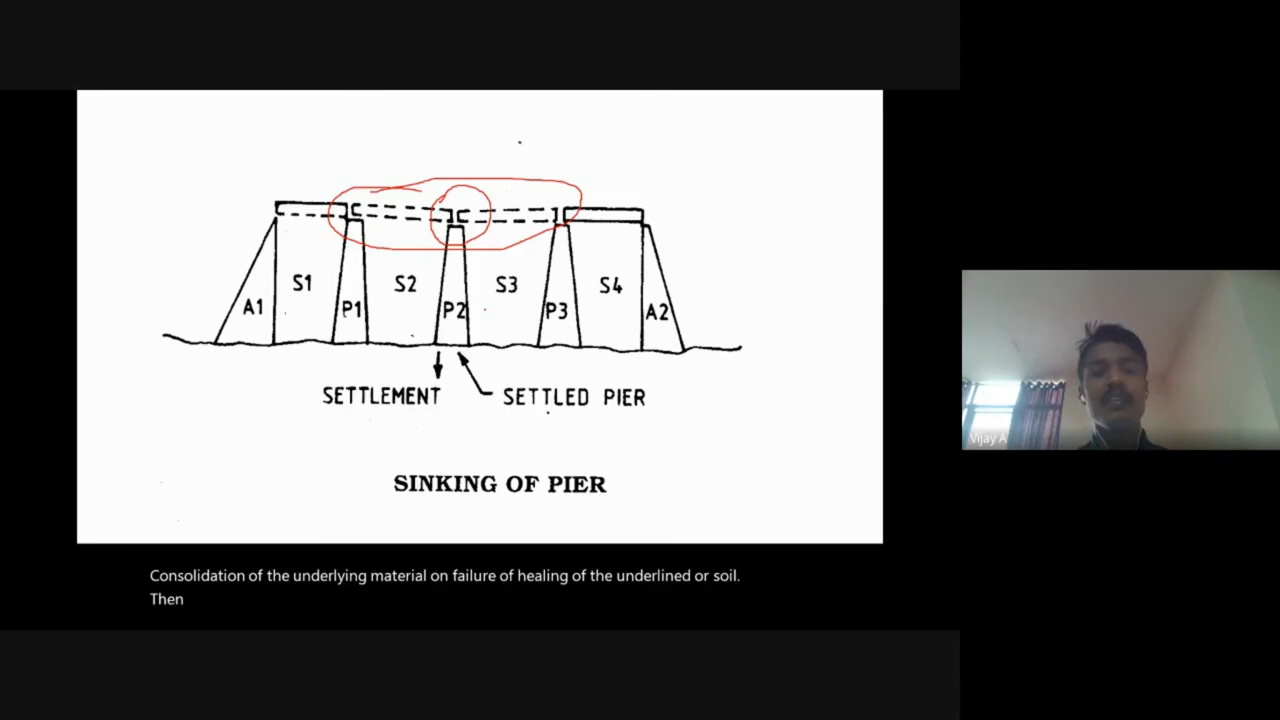 S1 S2 S3 S4
A1 P1 P2 P3 A2
SETTLEMENT SETTLED PIER
SINKING OF PIER
Vijay A
Consolidation of the underlying material on failure of healing of the underlined or soil.
Then